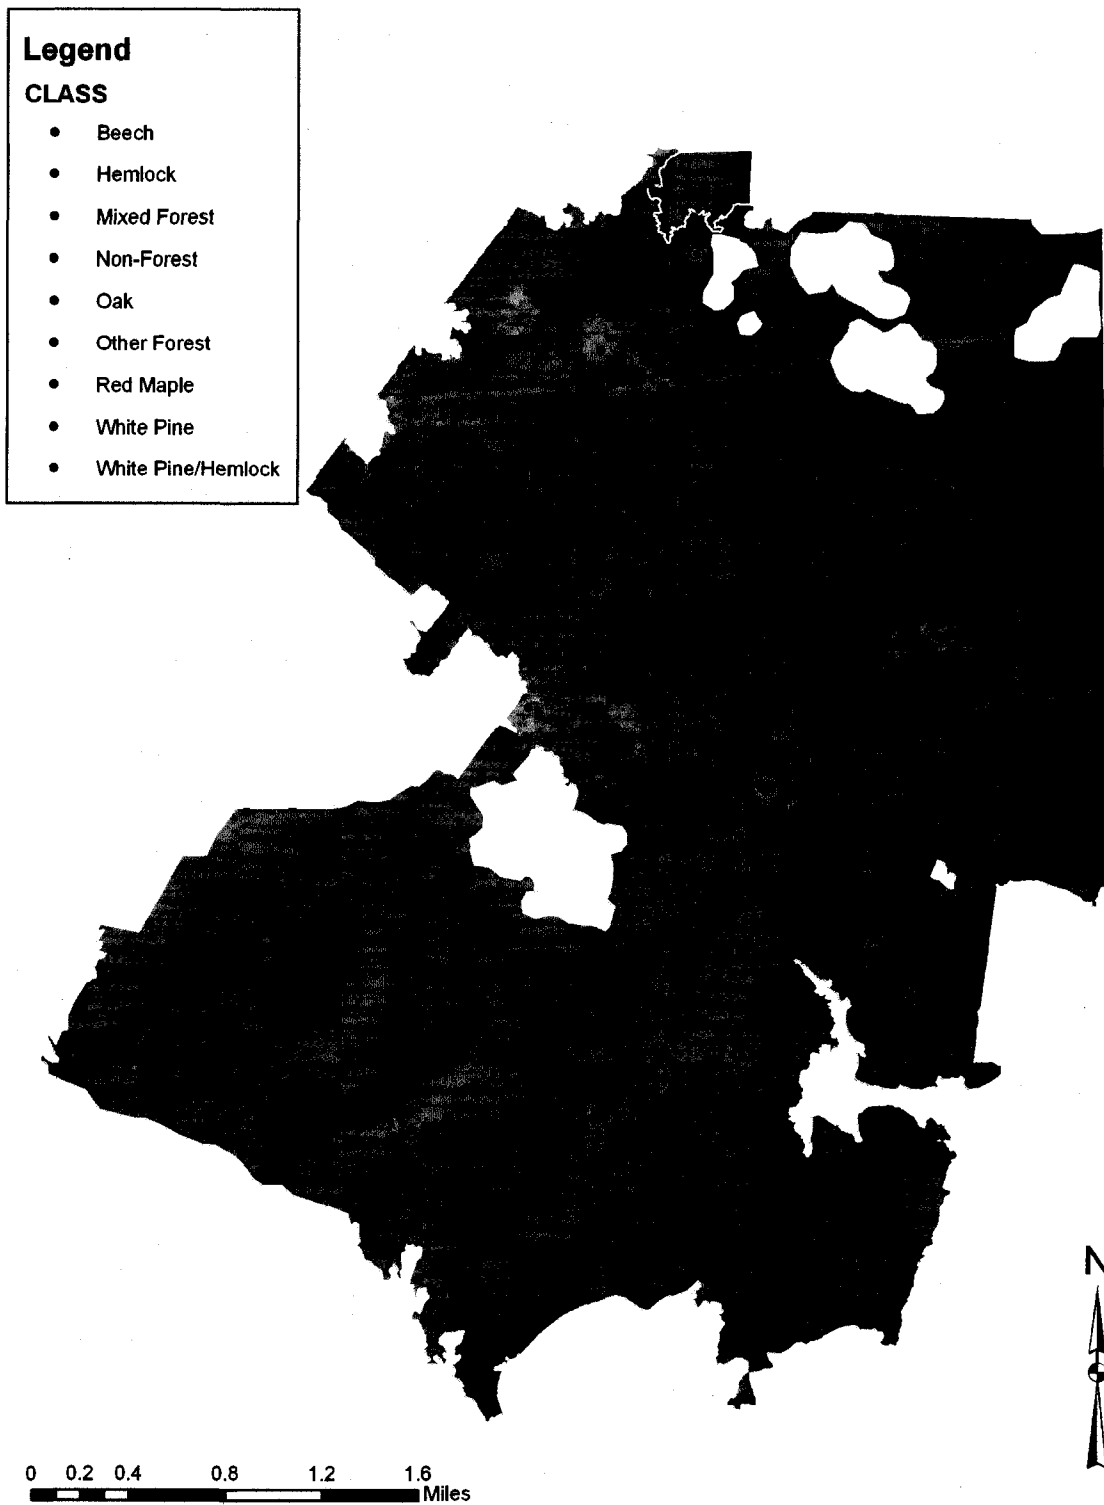 Legend
CLASS
Beech
Hemlock
Mixed Forest
Non-Forest
Oak
Other Forest
Red Maple
White Pine
White Pine/Hemlock
N
0 0.2 0.4 0.8 1.2 1.6
Miles